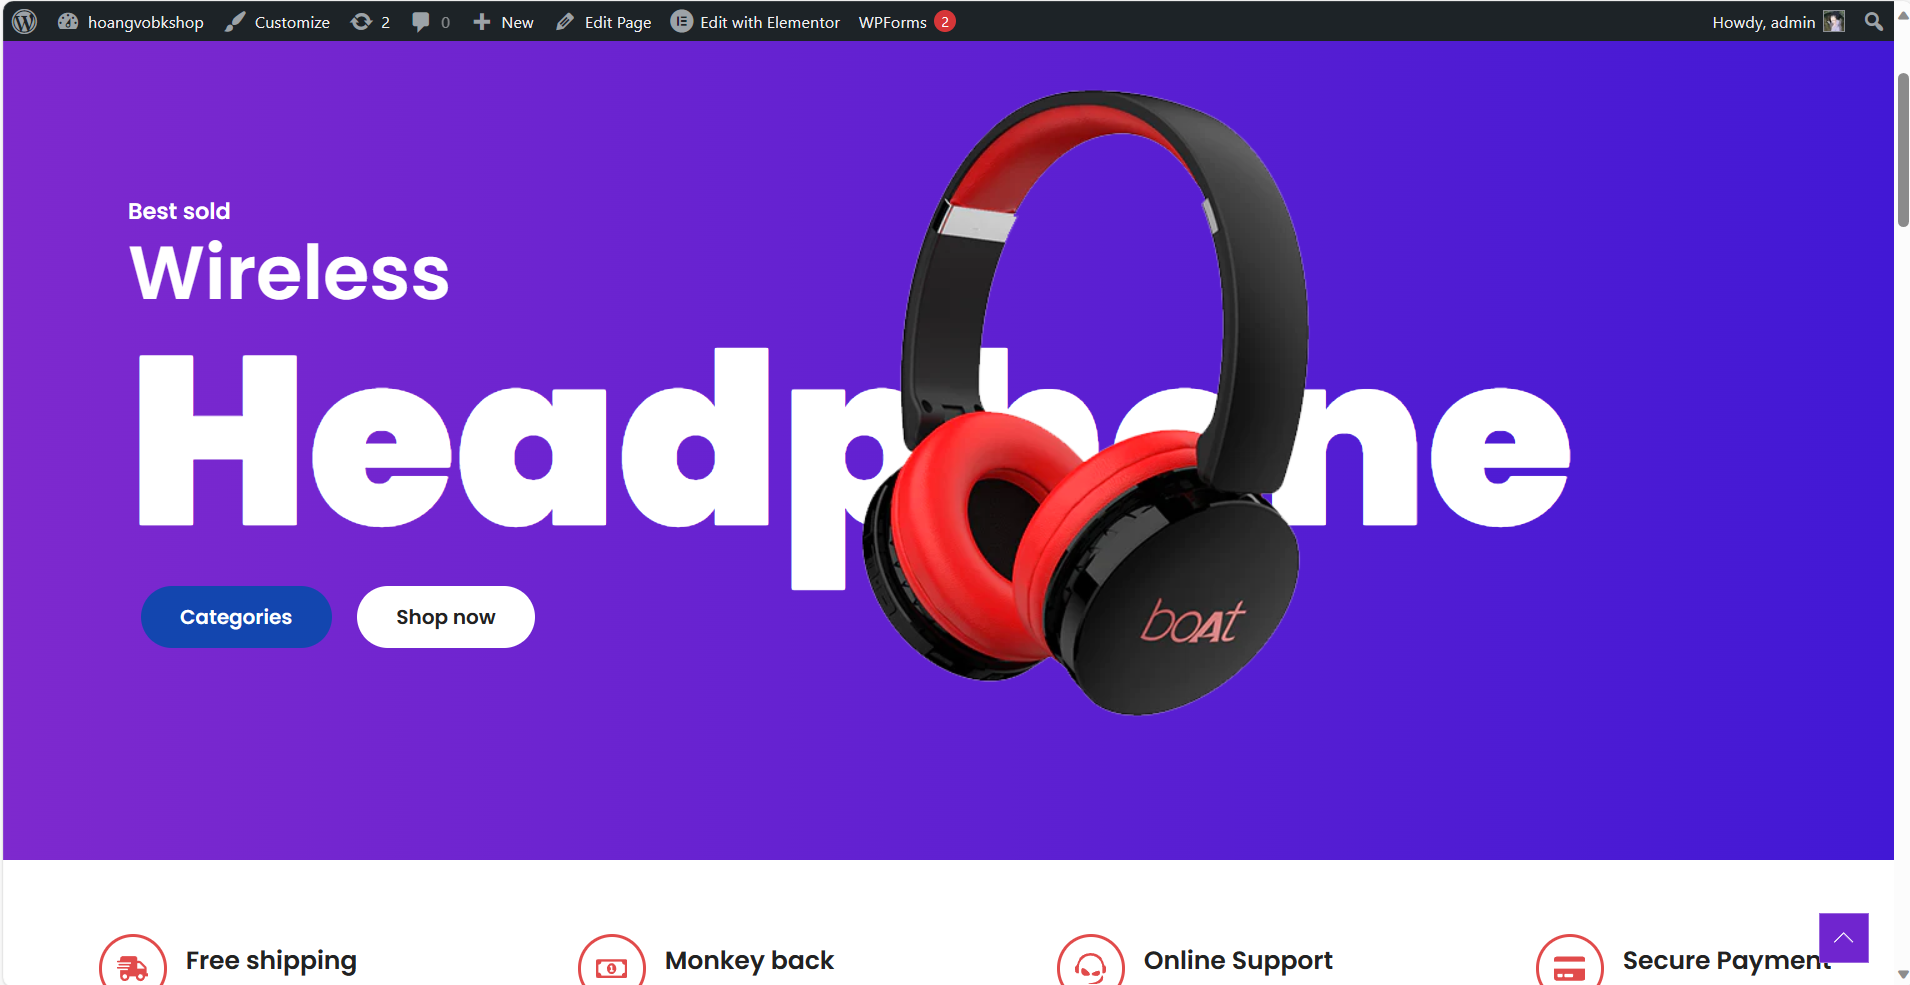 hoangvobkshop Customize 2 0 New Edit Page Edit with Elementor WPForms 2 Howdy, admin
Best sold
Wireless
Headphone
boAt
Categories Shop now
Free shipping Monkey back Online Support Secure Payment